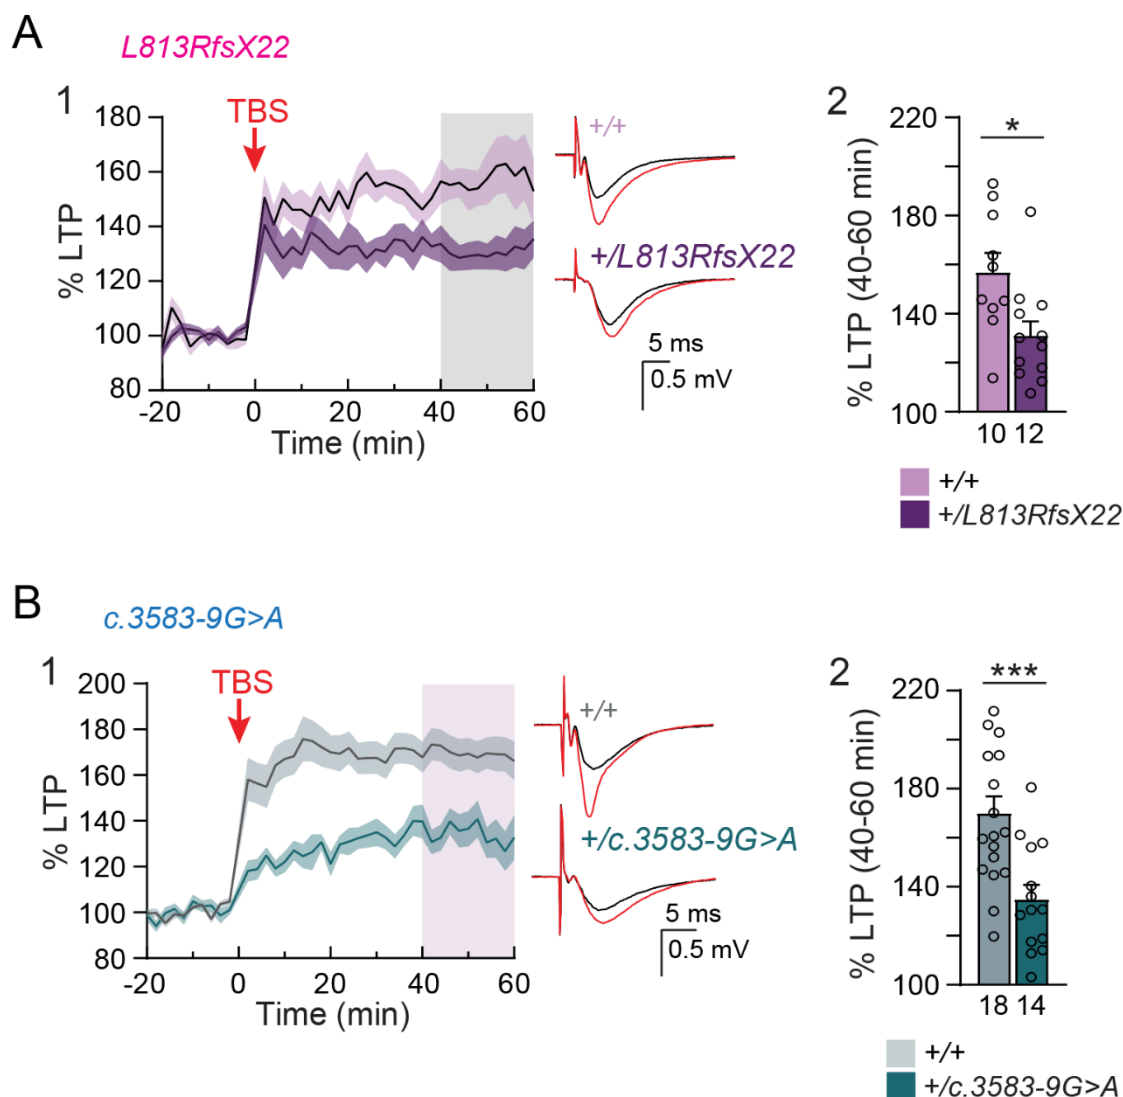 A
L813RfsX22
1
180
160
140
120
100
80
% LTP
TBS
-20
0
20
40
60
Time (min)
+/+
+/L813RfsX22
5 ms
0.5 mV
2
220
180
140
100
% LTP (40-60 min)
*
10 12
+/+
+/L813RfsX22
B
c.3583-9G>A
1
200
180
160
140
120
100
80
% LTP
TBS
-20
0
20
40
60
Time (min)
+/+
+/c.3583-9G>A
5 ms
0.5 mV
2
220
180
140
100
% LTP (40-60 min)
***
18 14
+/+
+/c.3583-9G>A